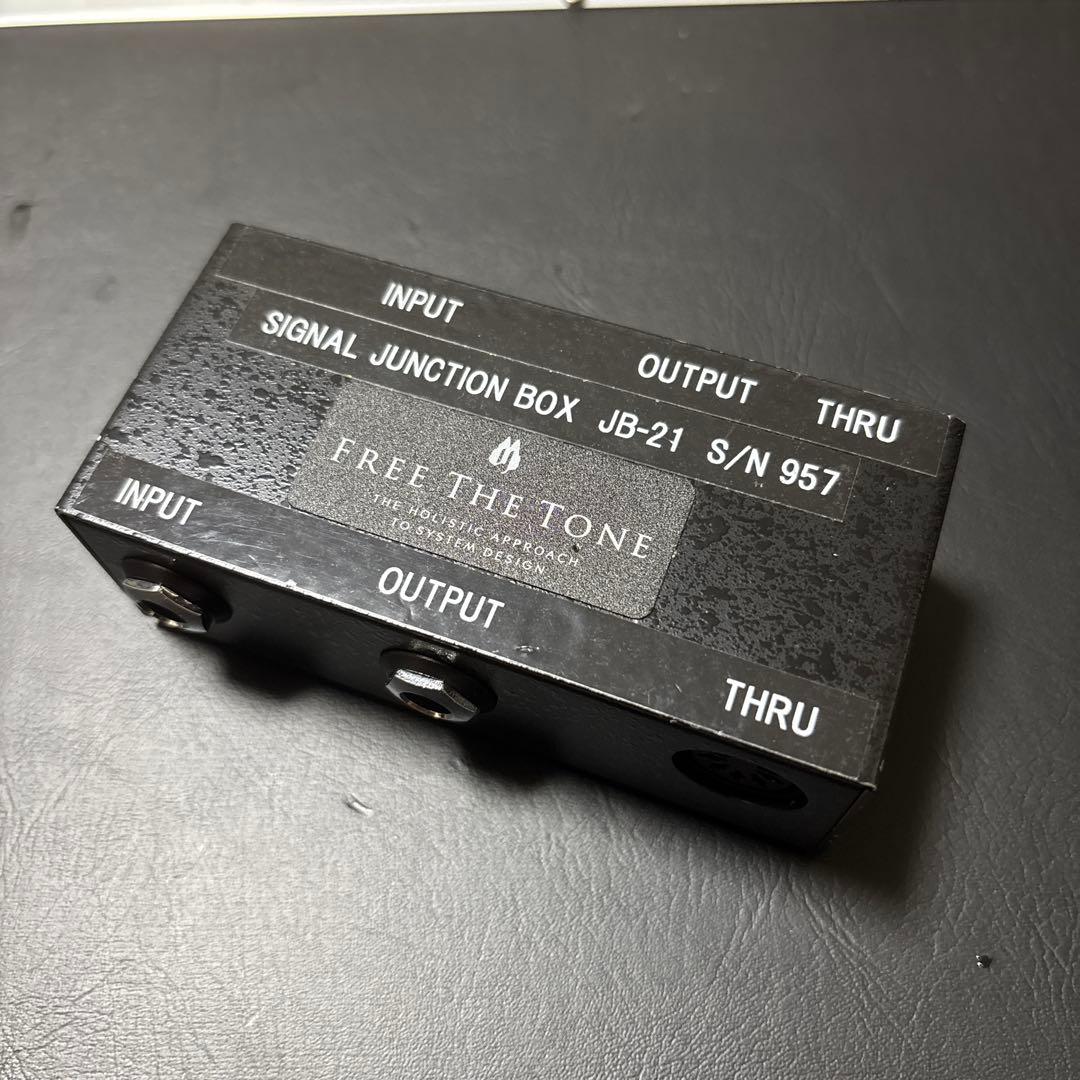 INPUT OUTPUT THRU
SIGNAL JUNCTION BOX JB-21 S/N 957
FREE THE TONE
"THE HOLISTIC APPROACH
TO SYSTEM DESIGN"
INPUT OUTPUT THRU